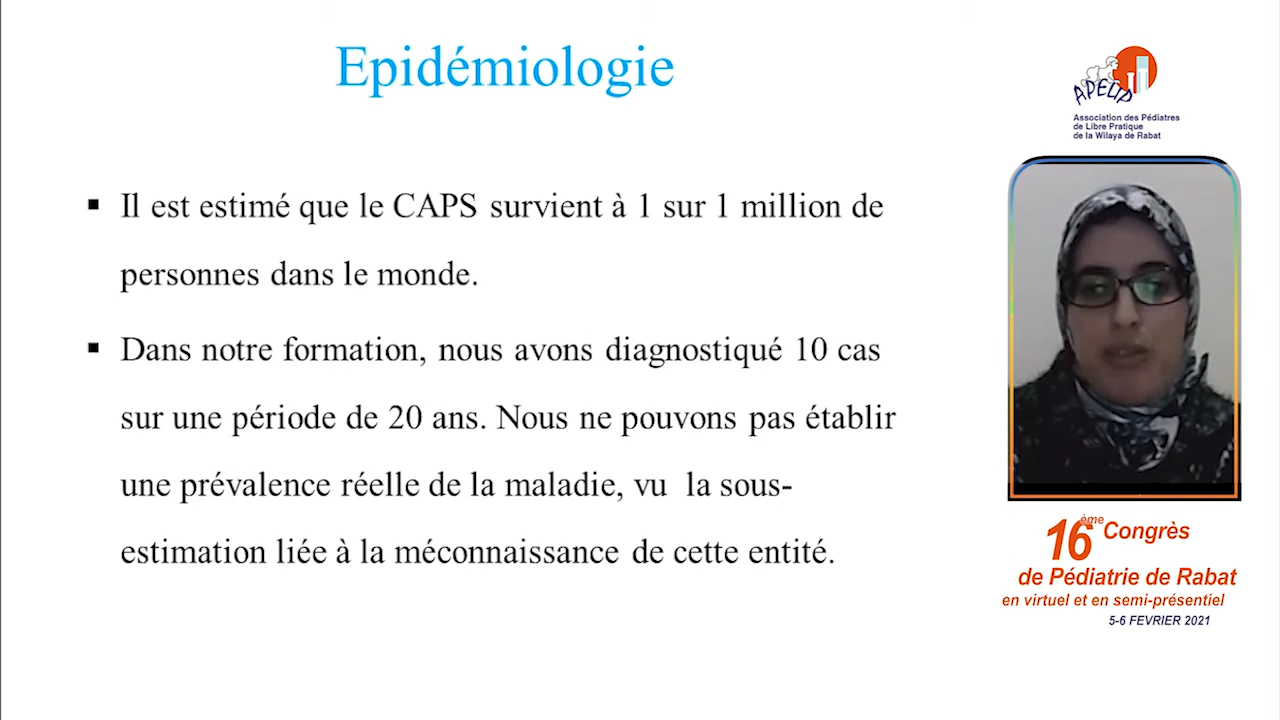 Epidémiologie
▪ Il est estimé que le CAPS survient à 1 sur 1 million de
personnes dans le monde.
▪ Dans notre formation, nous avons diagnostiqué 10 cas
sur une période de 20 ans. Nous ne pouvons pas établir
une prévalence réelle de la maladie, vu la sous-
estimation liée à la méconnaissance de cette entité.
APELIP
Association des Pédiatres
de Libre Pratique
de la Wilaya de Rabat
16ème Congrès
de Pédiatrie de Rabat
en virtuel et en semi-présentiel
5-6 FEVRIER 2021